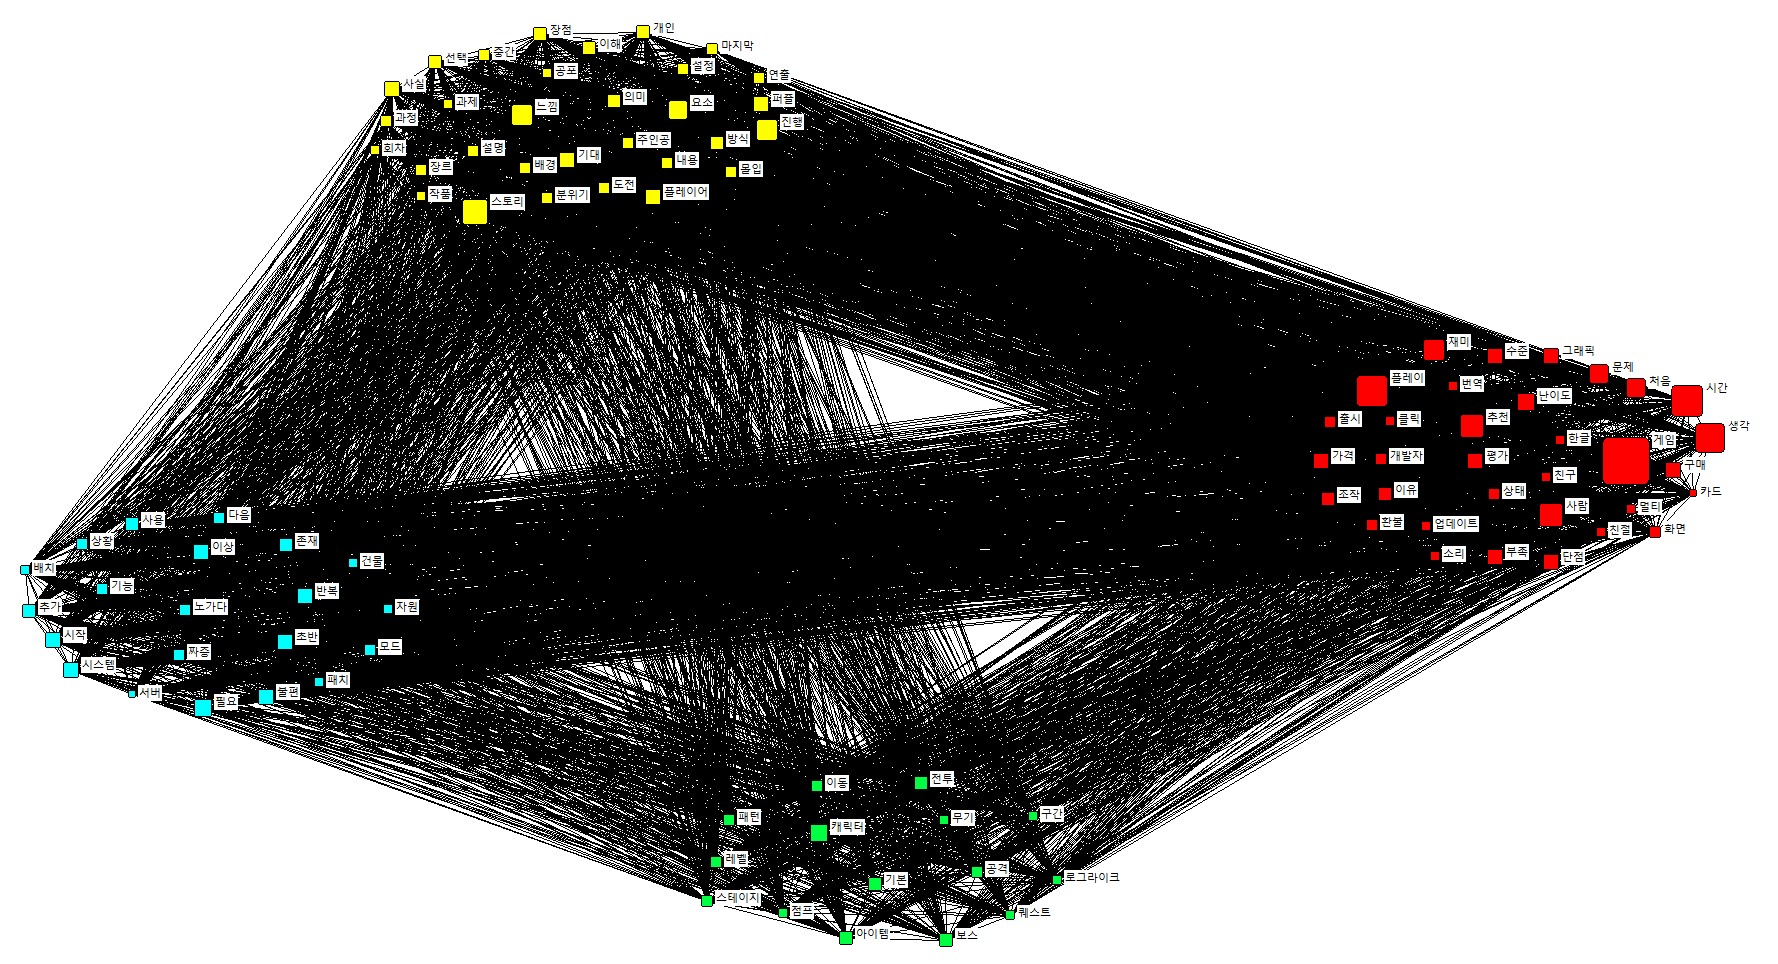 장점
개인
중간
이해
마지막
선택
공포
설정
연출
사실
과제
느낌
의미
요소
퍼플
과정
진행
회차
설명
주인공
방식
장르
배경
기대
내용
몰입
작품
스토리
분위기
도전
플레이어
재미
수준
그래픽
문제
처음
시간
플레이
번역
난이도
출시
클릭
추천
한글
게임
생각
가격
개발자
평가
친구
구매
카드
조작
이유
상태
사람
멀티
환불
업데이트
친절
화면
소리
부족
단점
사용
다음
상황
이상
존재
배치
기능
건물
추가
노가다
반복
자원
시작
짜증
초반
모드
시스템
서버
필요
불편
패치
이동
전투
패턴
캐릭터
무기
구간
레벨
기본
공격
로그라이크
스테이지
점프
퀘스트
아이템
보스